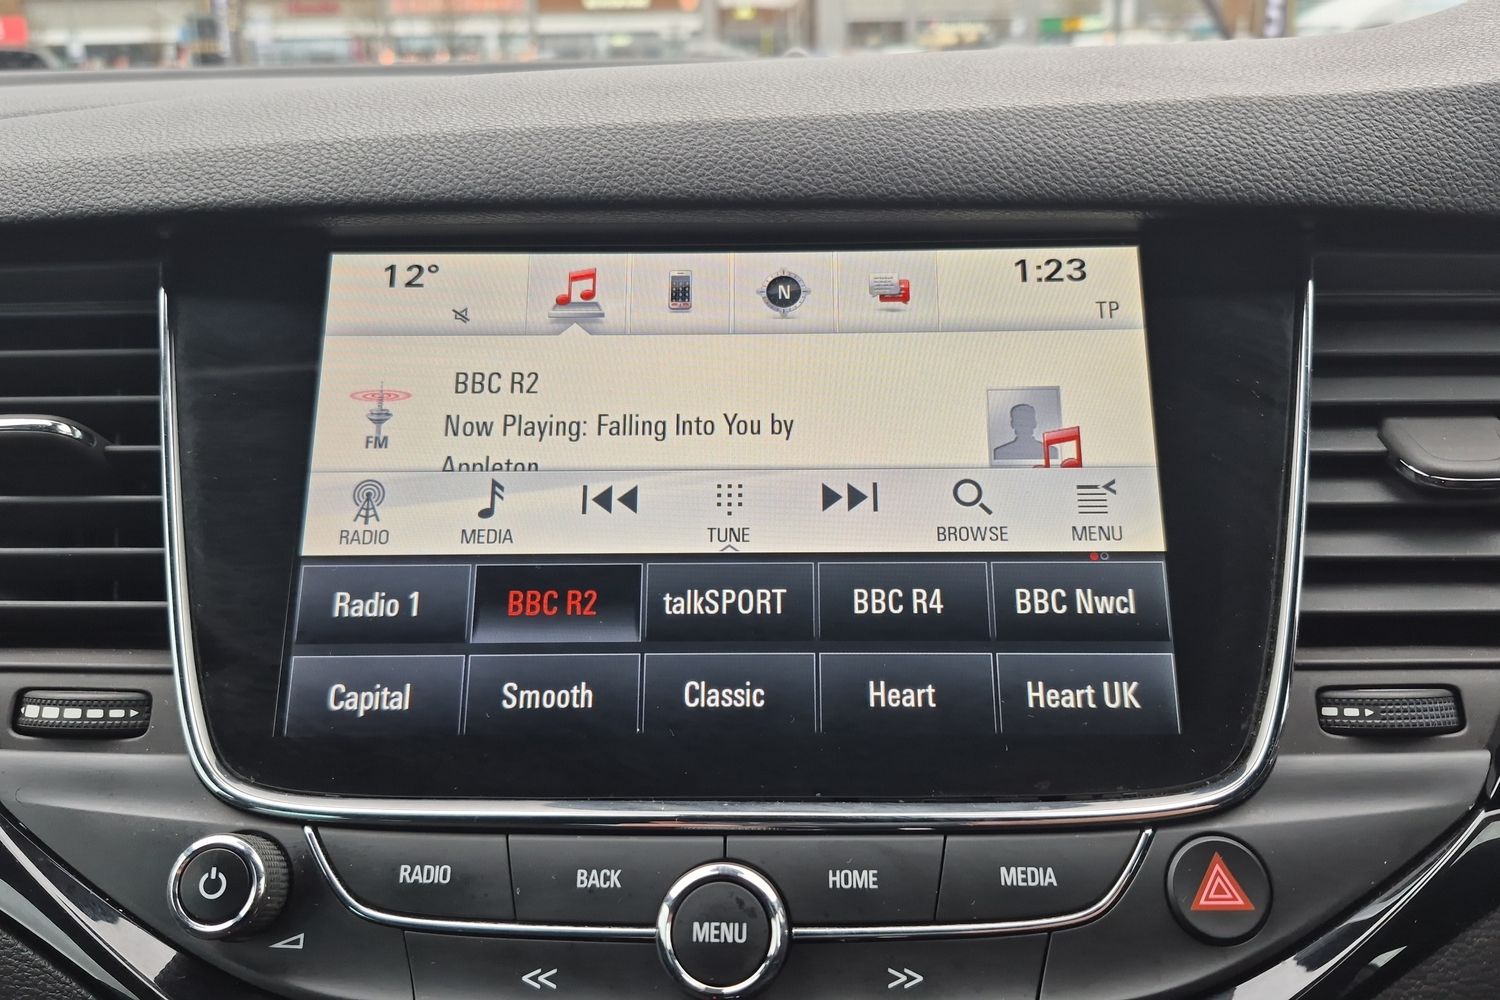 12° 1:23
N
TP
BBC R2
Now Playing: Falling Into You by
Appleton
FM
RADIO MEDIA TUNE BROWSE MENU
Radio 1 BBC R2 talkSPORT BBC R4 BBC Nwcl
Capital Smooth Classic Heart Heart UK
RADIO BACK HOME MEDIA
MENU